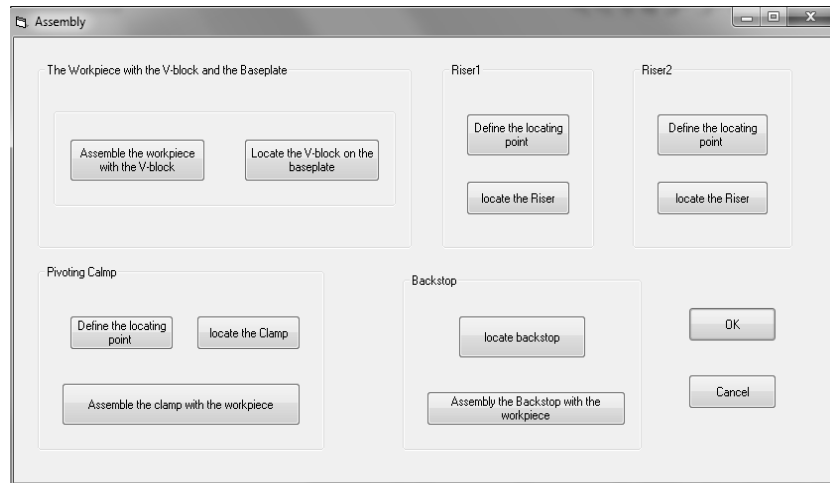 Assembly
The Workpiece with the V-block and the Baseplate
Assemble the workpiece
with the V-block
Locate the V-block on the
baseplate
Riser1
Define the locating
point
locate the Riser
Riser2
Define the locating
point
locate the Riser
Pivoting Calmp
Define the locating
point
locate the Clamp
Assemble the clamp with the workpiece
Backstop
locate backstop
Assembly the Backstop with the
workpiece
OK
Cancel